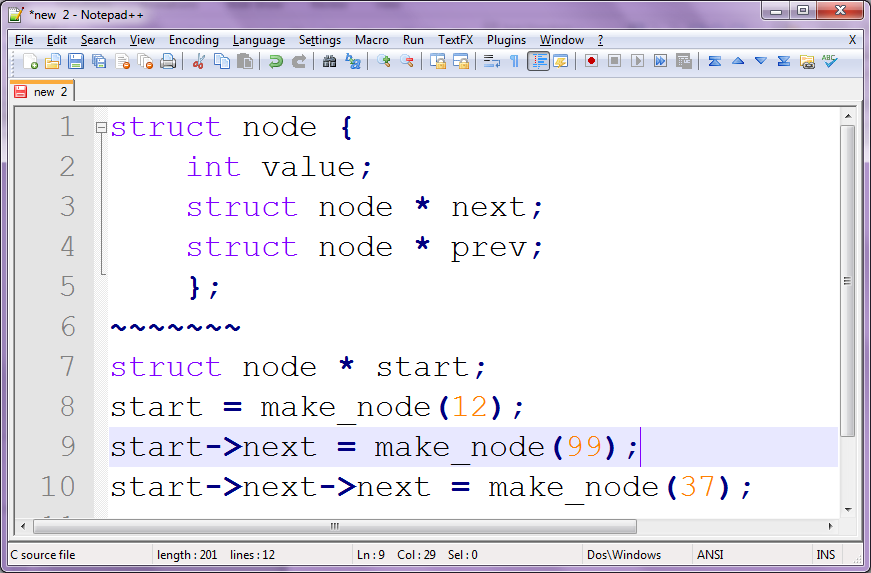 *new 2 - Notepad++
File Edit Search View Encoding Language Settings Macro Run TextFX Plugins Window ? X
new 2
1 struct node {
2 int value;
3 struct node * next;
4 struct node * prev;
5 };
6 ~~~~~~~
7 struct node * start;
8 start = make_node(12);
9 start->next = make_node(99);
10 start->next->next = make_node(37);
C source file length : 201 lines : 12 Ln : 9 Col : 29 Sel : 0 Dos\Windows ANSI INS